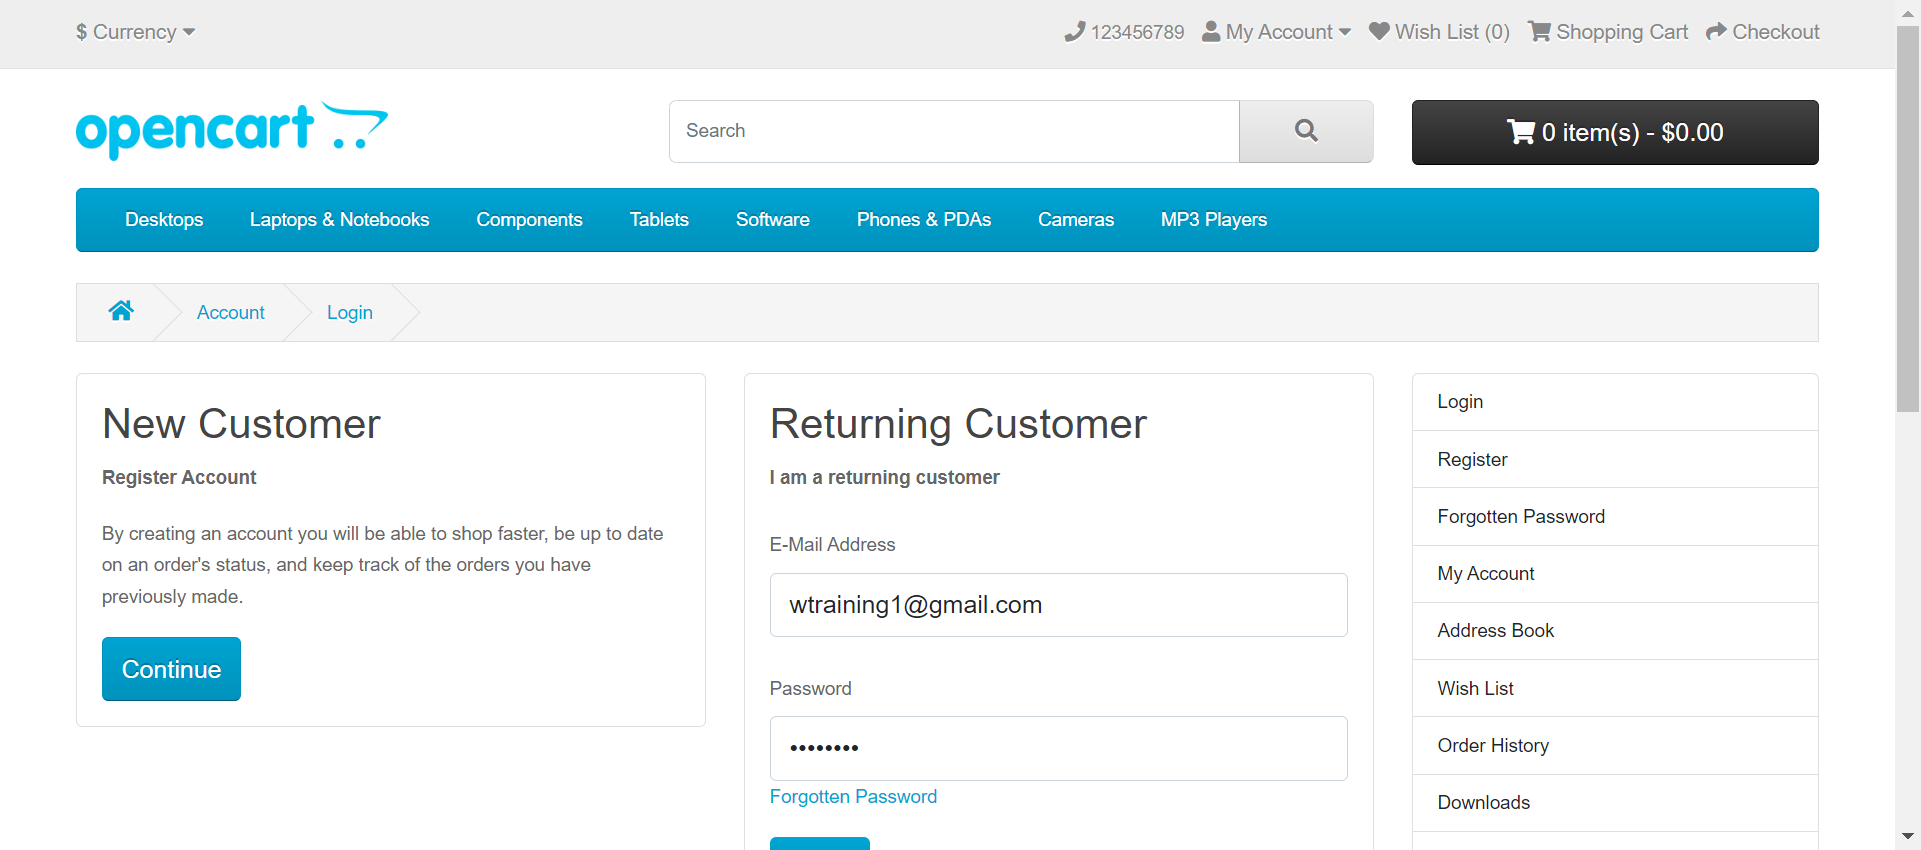 $ Currency
123456789 My Account Wish List (0) Shopping Cart Checkout
opencart
Search
0 item(s) - $0.00
Desktops Laptops & Notebooks Components Tablets Software Phones & PDAs Cameras MP3 Players
Account Login
New Customer
Register Account
By creating an account you will be able to shop faster, be up to date
on an order's status, and keep track of the orders you have
previously made.
Continue
Returning Customer
I am a returning customer
E-Mail Address
wtraining1@gmail.com
Password
••••••••
Forgotten Password
Login
Register
Forgotten Password
My Account
Address Book
Wish List
Order History
Downloads